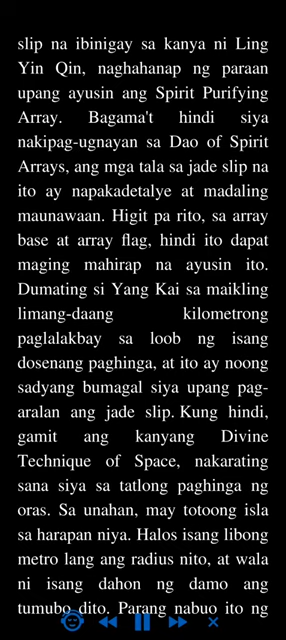 slip na ibinigay sa kanya ni Ling
Yin Qin, naghahanap ng paraan
upang ayusin ang Spirit Purifying
Array. Bagama't hindi siya
nakipag-ugnayan sa Dao of Spirit
Arrays, ang mga tala sa jade slip na
ito ay napakadetalye at madaling
maunawaan. Higit pa rito, sa array
base at array flag, hindi ito dapat
maging mahirap na ayusin ito.
Dumating si Yang Kai sa maikling
limang-daang kilometrong
paglalakbay sa loob ng isang
dosenang paghinga, at ito ay noong
sadyang bumagal siya upang pag-
aralan ang jade slip. Kung hindi,
gamit ang kanyang Divine
Technique of Space, nakarating
sana siya sa tatlong paghinga ng
oras. Sa unahan, may totoong isla
sa harapan niya. Halos isang libong
metro lang ang radius nito, at wala
ni isang dahon ng damo ang
tumubo dito. Parang nabuo ito ng